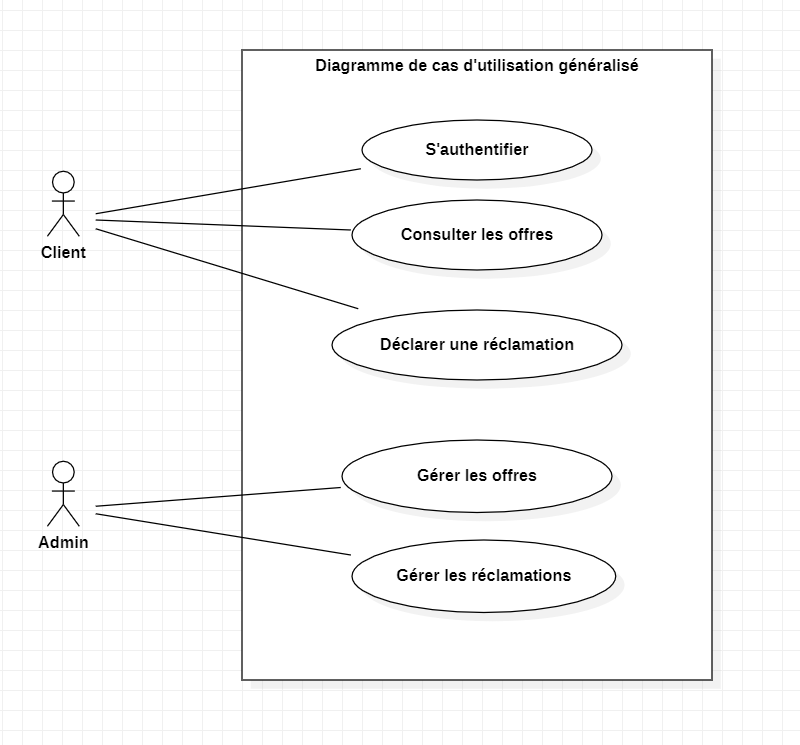 Diagramme de cas d'utilisation généralisé
S'authentifier
Consulter les offres
Client
Déclarer une réclamation
Gérer les offres
Admin
Gérer les réclamations